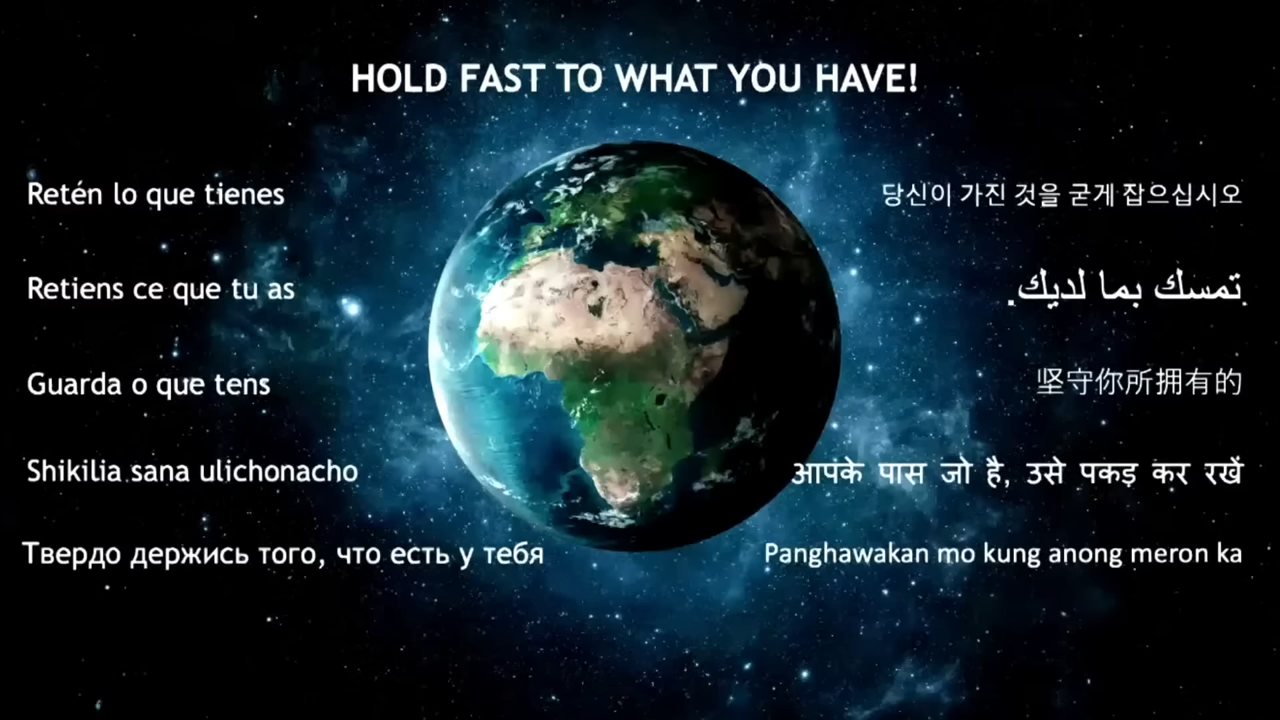 HOLD FAST TO WHAT YOU HAVE!
Retén lo que tienes
Retiens ce que tu as
Guarda o que tens
Shikilia sana ulichonacho
Твердо держись того, что есть у тебя
당신이 가진 것을 굳게 잡으십시오
.تمسك بما لديك.
坚守你所拥有的
आपके पास जो है, उसे पकड़ कर रखें
Panghawakan mo kung anong meron ka